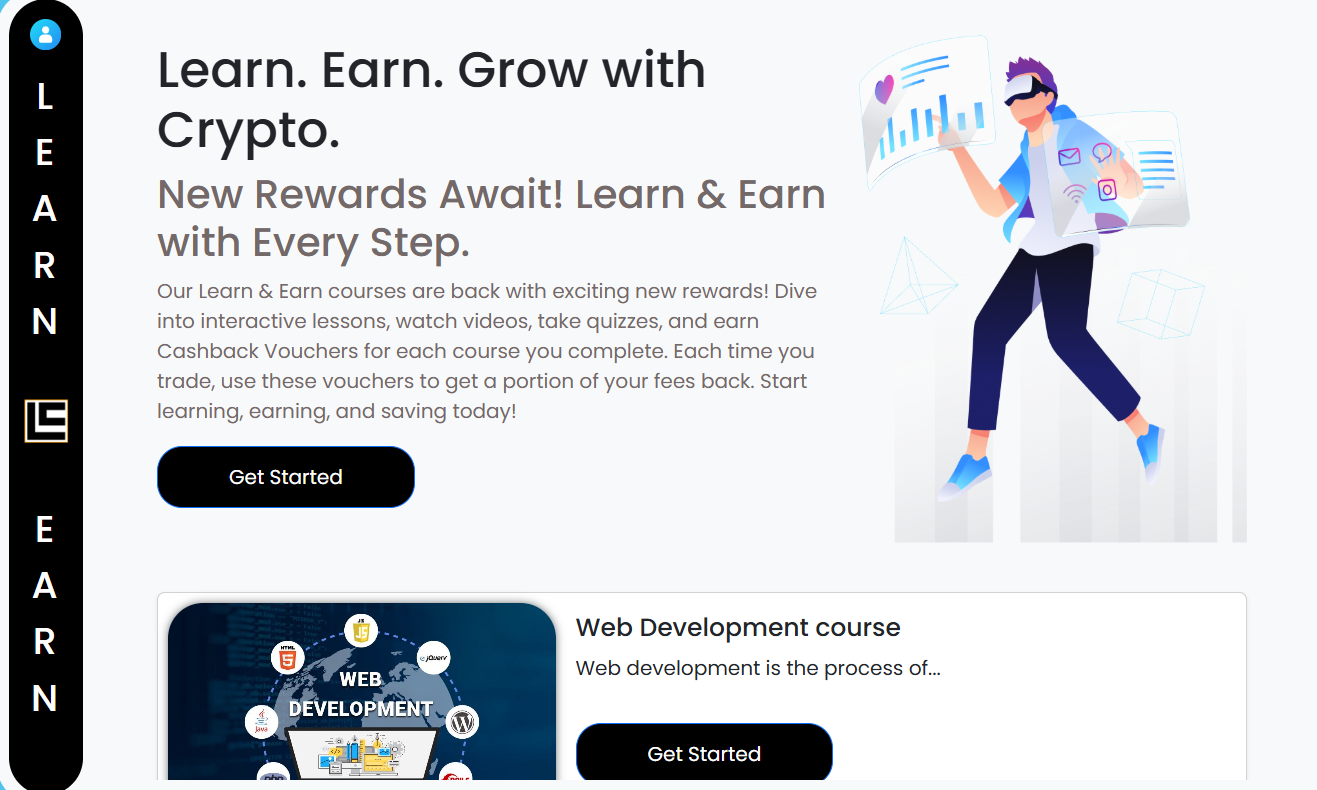 L
E
A
R
N
E
A
R
N
Learn. Earn. Grow with
Crypto.
New Rewards Await! Learn & Earn
with Every Step.
Our Learn & Earn courses are back with exciting new rewards! Dive
into interactive lessons, watch videos, take quizzes, and earn
Cashback Vouchers for each course you complete. Each time you
trade, use these vouchers to get a portion of your fees back. Start
learning, earning, and saving today!
Get Started
JS
JS
HTML
5
jQuery
WEB
DEVELOPMENT
Java
W
Web Development course
Web development is the process of...
Get Started